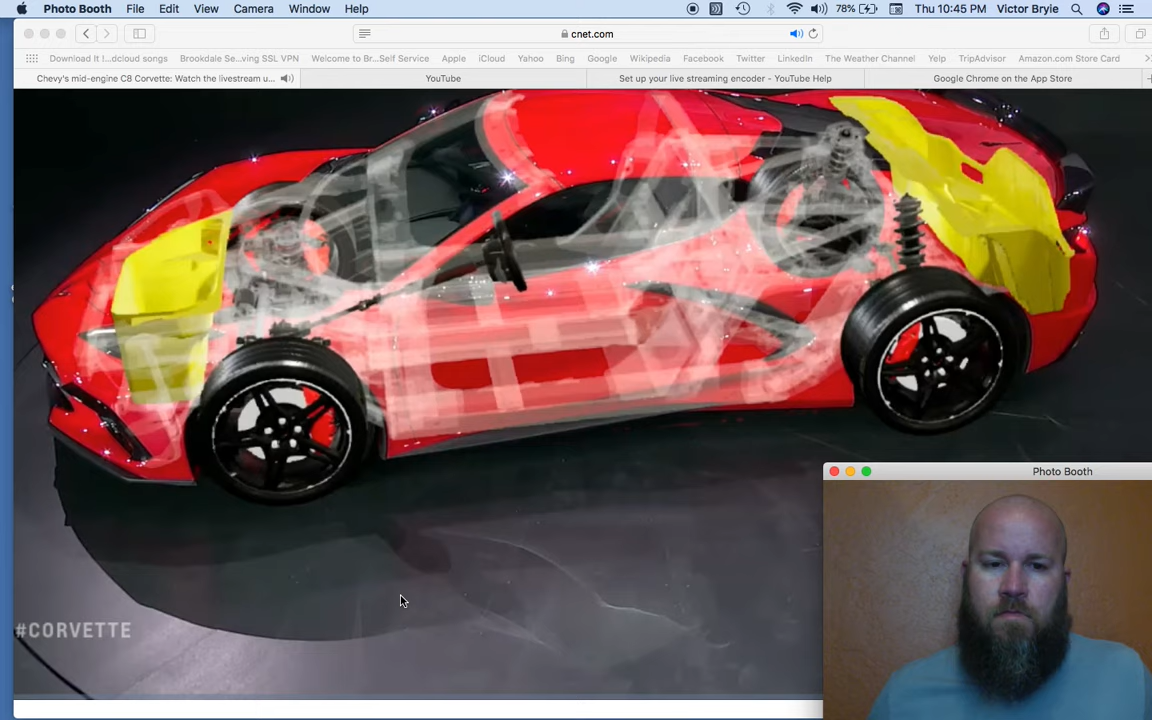 Photo Booth File Edit View Camera Window Help 78% Thu 10:45 PM Victor Bryie
cnet.com
Download It !...dcloud songs Brookdale Se...ving SSL VPN Welcome to Br...Self Service Apple iCloud Yahoo Bing Google Wikipedia Facebook Twitter LinkedIn The Weather Channel Yelp TripAdvisor Amazon.com Store Card
Chevy's mid-engine C8 Corvette: Watch the livestream u... YouTube Set up your live streaming encoder - YouTube Help Google Chrome on the App Store
Photo Booth
#CORVETTE